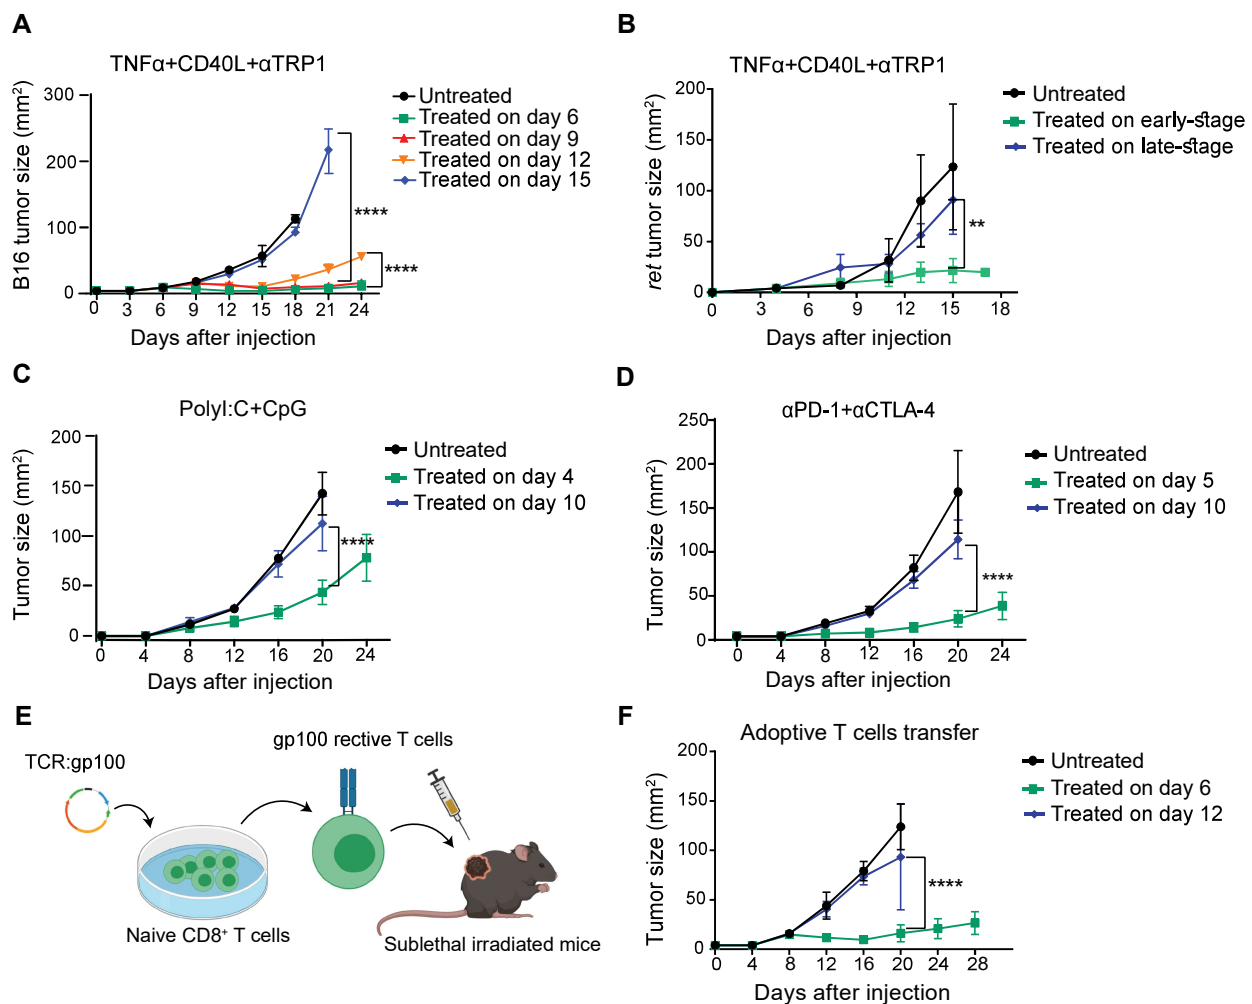 A
TNFα+CD40L+αTRP1
B16 tumor size (mm²)
300
200
100
0
0 3 6 9 12 15 18 21 24
Days after injection
Untreated
Treated on day 6
Treated on day 9
Treated on day 12
Treated on day 15
****
****
B
TNFα+CD40L+αTRP1
ret tumor size (mm²)
200
150
100
50
0
0 3 6 9 12 15 18
Days after injection
Untreated
Treated on early-stage
Treated on late-stage
**
C
PolyI:C+CpG
Tumor size (mm²)
200
150
100
50
0
0 4 8 12 16 20 24
Days after injection
Untreated
Treated on day 4
Treated on day 10
****
D
αPD-1+αCTLA-4
Tumor size (mm²)
250
200
150
100
50
0
0 4 8 12 16 20 24
Days after injection
Untreated
Treated on day 5
Treated on day 10
****
E
TCR:gp100
gp100 rective T cells
Naive CD8⁺ T cells
Sublethal irradiated mice
F
Adoptive T cells transfer
Tumor size (mm²)
200
150
100
50
0
0 4 8 12 16 20 24 28
Days after injection
Untreated
Treated on day 6
Treated on day 12
****